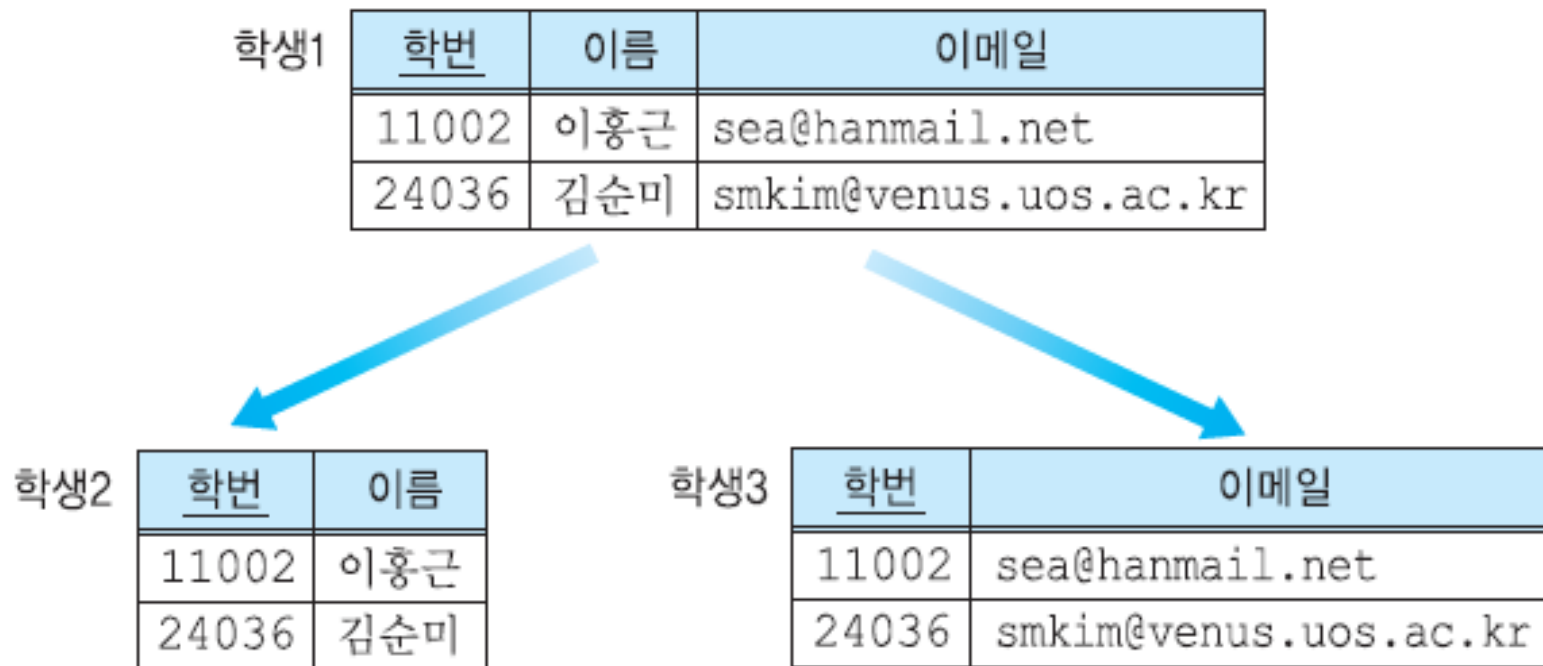 학생1 학번 이름 이메일
11002 이홍근 sea@hanmail.net
24036 김순미 smkim@venus.uos.ac.kr
학생2 학번 이름
11002 이홍근
24036 김순미
학생3 학번 이메일
11002 sea@hanmail.net
24036 smkim@venus.uos.ac.kr